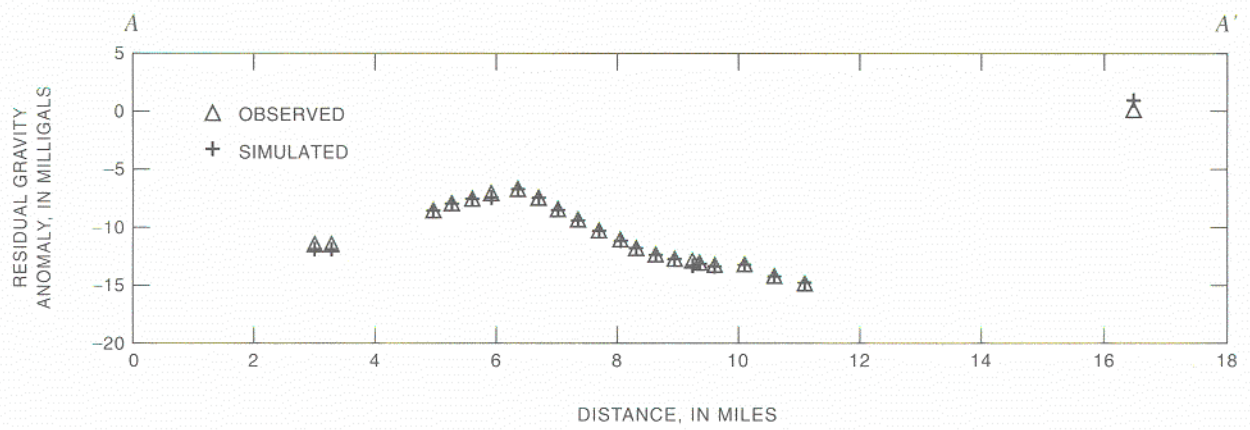 A A'
5
0
−5
−10
−15
−20
RESIDUAL GRAVITY
ANOMALY, IN MILLIGALS
OBSERVED
SIMULATED
0 2 4 6 8 10 12 14 16 18
DISTANCE, IN MILES